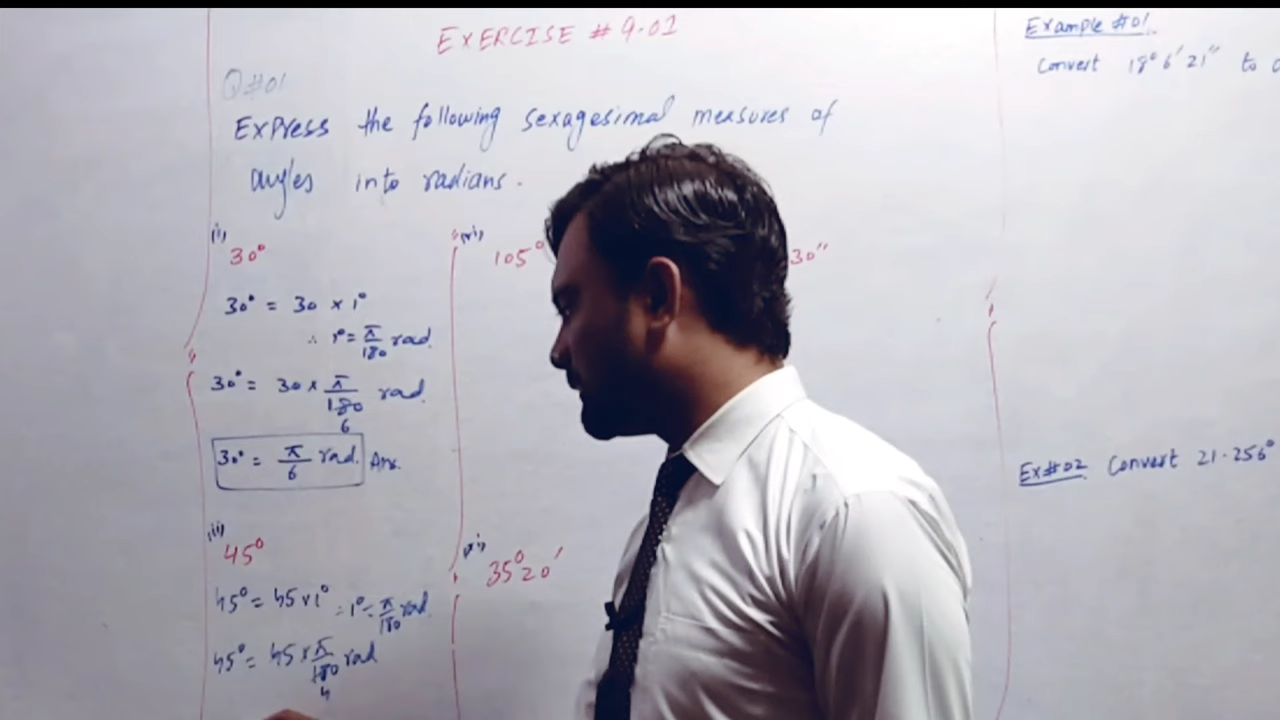 EXERCISE # 9.01
Q#01
Express the following sexagesimal measures of
angles into radians.
(i)
30°
30° = 30 × 1°
∴ 1° = π/180 rad.
30° = 30 × π/180 rad.
6
30° = π/6 rad. Ans.
(ii)
45°
45° = 45×1° ∴ 1° = π/180 rad.
45° = 45 × π/180 rad
4
105°
30″
35° 20′
Example #01.
Convert 18° 6′ 21″ to
Ex#02 Convert 21.256°